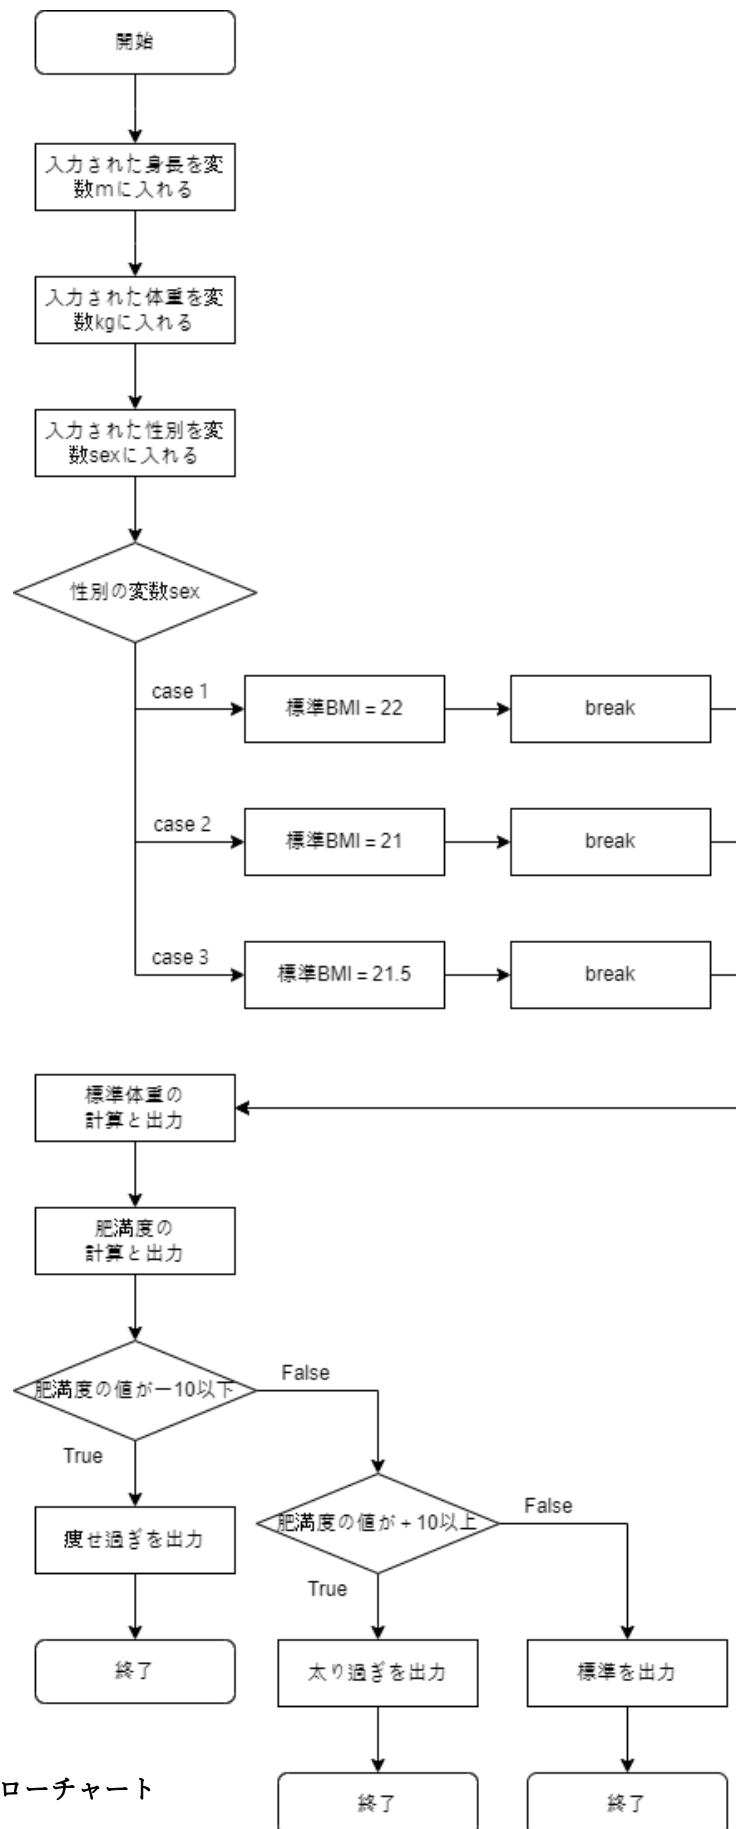 開始
入力された身長を変
数mに入れる
入力された体重を変
数kgに入れる
入力された性別を変
数sexに入れる
性別の変数sex
case 1
標準BMI = 22
break
case 2
標準BMI = 21
break
case 3
標準BMI = 21.5
break
標準体重の
計算と出力
肥満度の
計算と出力
肥満度の値がー10以下
False
True
肥満度の値が + 10以上
False
True
痩せ過ぎを出力
太り過ぎを出力
標準を出力
終了
ローチャート
終了
終了